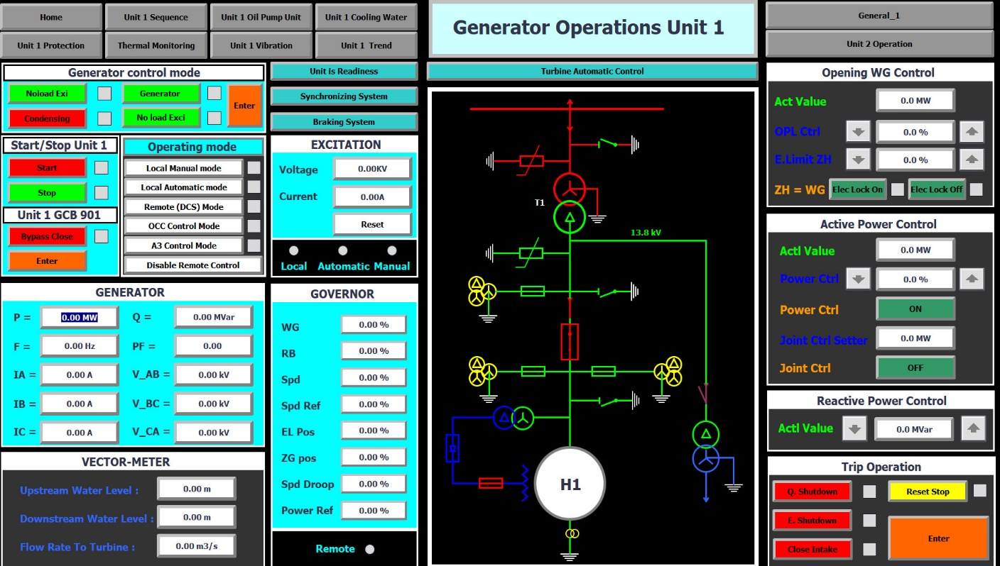 Home
Unit 1 Sequence
Unit 1 Oil Pump Unit
Unit 1 Cooling Water
Unit 1 Protection
Thermal Monitoring
Unit 1 Vibration
Unit 1 Trend
Generator Operations Unit 1
General_1
Unit 2 Operation
Generator control mode
Noload Exi
Generator
Enter
Condensing
No load Exci
Unit is Readiness
Synchronizing System
Braking System
Turbine Automatic Control
Start/Stop Unit 1
Start
Stop
Unit 1 GCB 901
Bypass Close
Enter
Operating mode
Local Manual mode
Local Automatic mode
Remote (DCS) Mode
OCC Control Mode
A3 Control Mode
Disable Remote Control
EXCITATION
Voltage
0.00KV
Current
0.00A
Reset
Local
Automatic
Manual
GENERATOR
P =
0.00 MW
Q =
0.00 MVar
F =
0.00 Hz
PF =
0.00
IA =
0.00 A
V_AB =
0.00 kV
IB =
0.00 A
V_BC =
0.00 kV
IC =
0.00 A
V_CA =
0.00 kV
VECTOR-METER
Upstream Water Level :
0.00 m
Downstream Water Level :
0.00 m
Flow Rate To Turbine :
0.00 m3/s
GOVERNOR
WG
0.00 %
RB
0.00 %
Spd
0.00 %
Spd Ref
0.00 %
EL Pos
0.00 %
ZG pos
0.00 %
Spd Droop
0.00 %
Power Ref
0.00 %
Remote
T1
13.8 kV
H1
Opening WG Control
Act Value
0.0 MW
OPL Ctrl
0.0 %
E.Limit ZH
0.0 %
ZH = WG
Elec Lock On
Elec Lock Off
Active Power Control
Actl Value
0.0 MW
Power Ctrl
0.0 %
Power Ctrl
ON
Joint Ctrl Setter
0.0 MW
Joint Ctrl
OFF
Reactive Power Control
Actl Value
0.0 MVar
Trip Operation
Q. Shutdown
Reset Stop
E. Shutdown
Enter
Close Intake